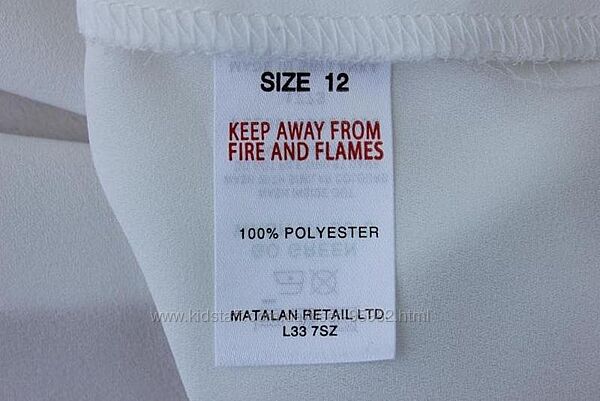 SIZE 12
KEEP AWAY FROM
FIRE AND FLAMES
100% POLYESTER
MATALAN RETAIL LTD
L33 7SZ